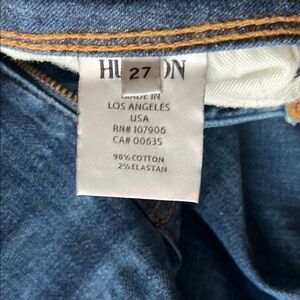 HU 27 ON
MADE IN
LOS ANGELES
USA
RN# 107906
CA# 00635
98% COTTON
2% ELASTAN